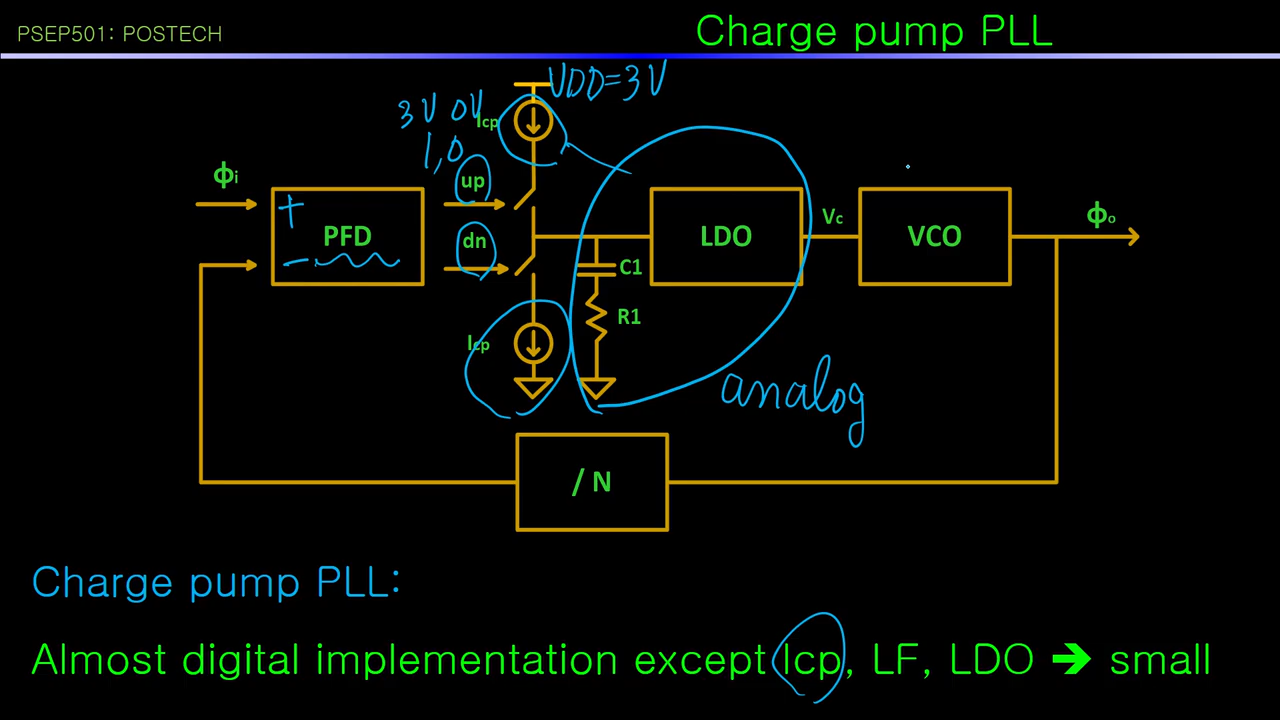 PSEP501: POSTECH
Charge pump PLL
VDD=3V
3V 0V
Icp
1,0
ϕi
up
+
PFD
dn
LDO
Vc
VCO
ϕo
−
C1
R1
Icp
analog
/ N
Charge pump PLL:
Almost digital implementation except Icp, LF, LDO ➔ small